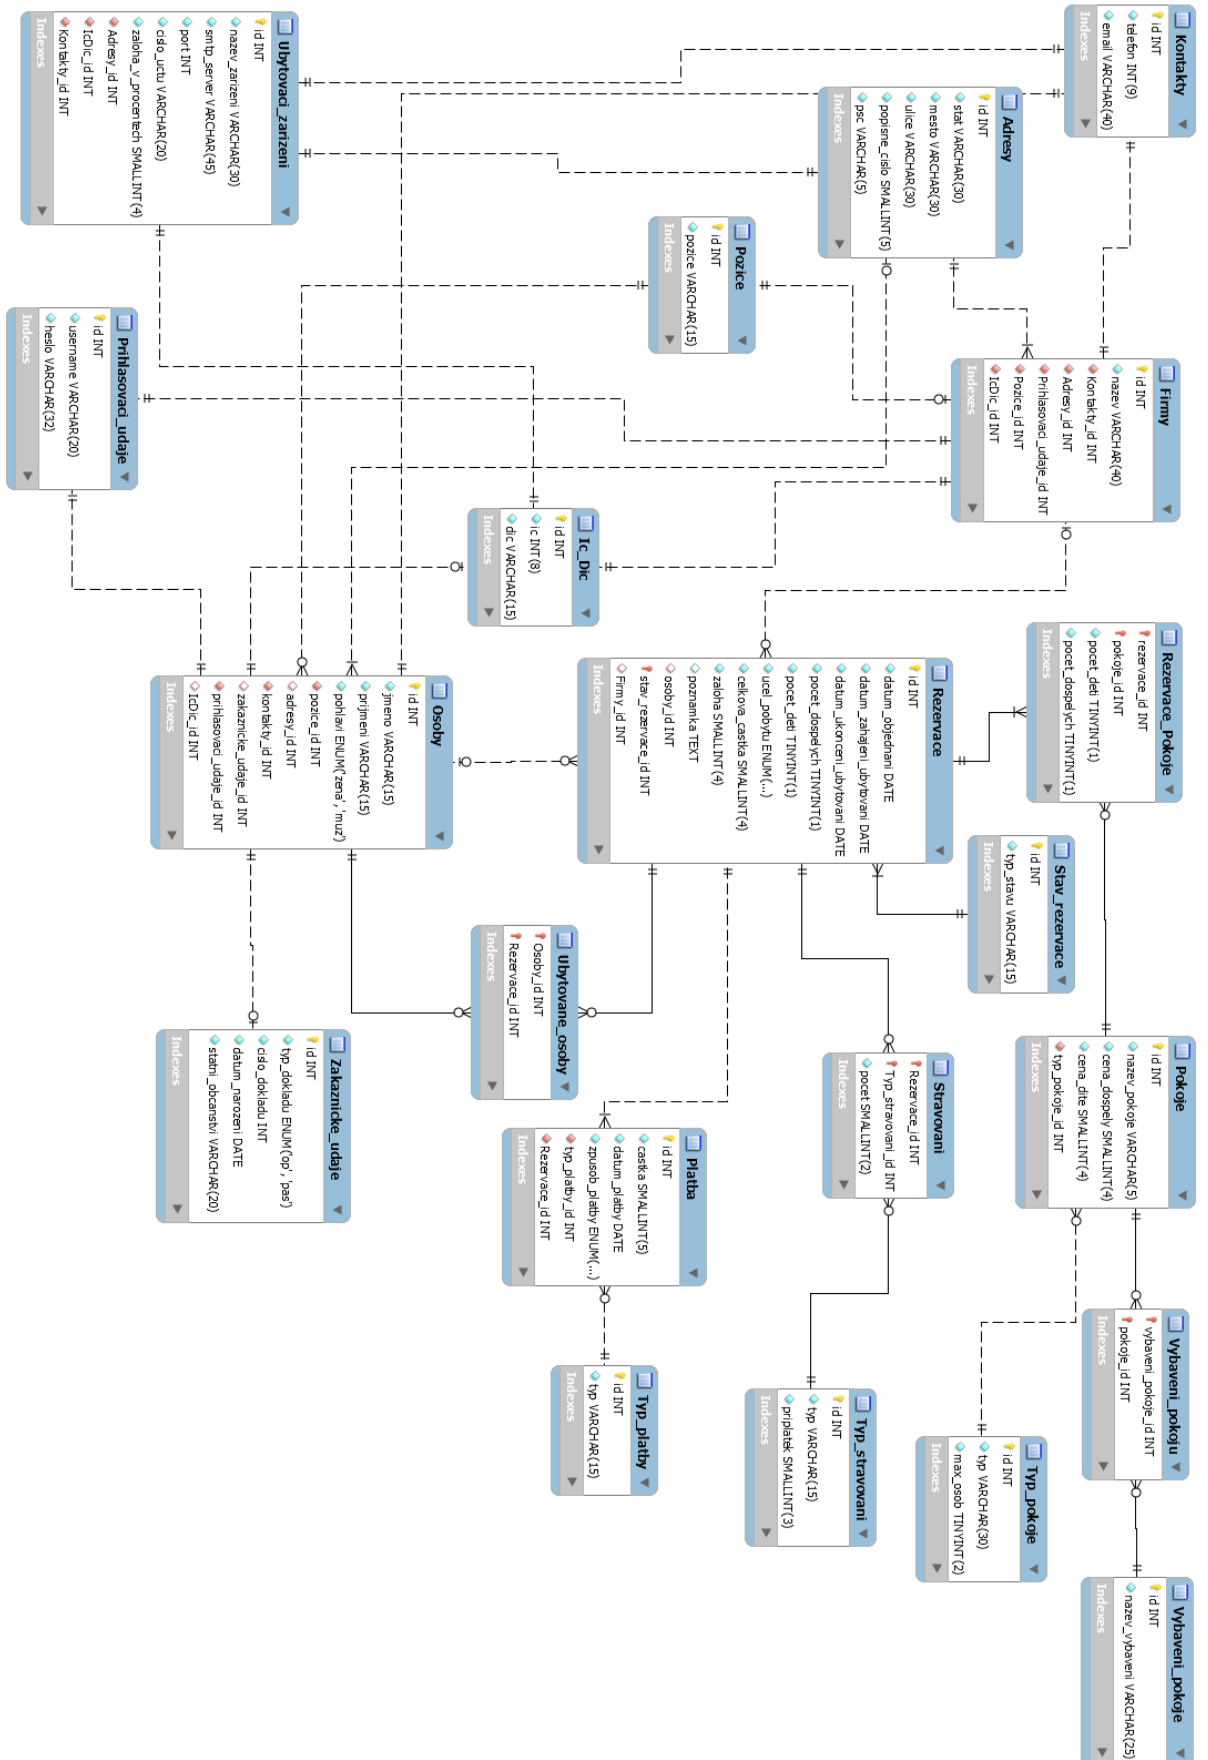 Kontakty
id INT
telefon INT(9)
email VARCHAR(40)
Indexes
Adresy
id INT
stat VARCHAR(30)
mesto VARCHAR(30)
ulice VARCHAR(30)
popisne_cislo SMALLINT(5)
psc VARCHAR(5)
Indexes
Ubytovaci_zarizeni
id INT
nazev_zarizeni VARCHAR(30)
smtp_server VARCHAR(45)
port INT
cislo_uctu VARCHAR(20)
zaloha_v_procentech SMALLINT(4)
Adresy_id INT
IcDic_id INT
Kontakty_id INT
Indexes
Pozice
id INT
pozice VARCHAR(15)
Indexes
Prihlasovaci_udaje
id INT
username VARCHAR(20)
heslo VARCHAR(32)
Indexes
Firmy
id INT
nazev VARCHAR(40)
Kontakty_id INT
Adresy_id INT
Prihlasovaci_udaje_id INT
Pozice_id INT
IcDic_id INT
Indexes
Ic_Dic
id INT
ic INT(8)
dic VARCHAR(15)
Indexes
Rezervace_Pokoje
rezervace_id INT
pokoje_id INT
pocet_deti TINYINT(1)
pocet_dospelych TINYINT(1)
Indexes
Rezervace
id INT
datum_objednani DATE
datum_zahajeni_ubytovani DATE
datum_ukonceni_ubytovani DATE
pocet_dospelych TINYINT(1)
pocet_deti TINYINT(1)
ucel_pobytu ENUM(...)
celkova_castka SMALLINT(4)
zaloha SMALLINT(4)
poznamka TEXT
osoby_id INT
stav_rezervace_id INT
Firmy_id INT
Indexes
Osoby
id INT
jmeno VARCHAR(15)
prijmeni VARCHAR(15)
pohlavi ENUM('zena', 'muz')
pozice_id INT
adresy_id INT
kontakty_id INT
zakaznicke_udaje_id INT
prihlasovaci_udaje_id INT
IcDic_id INT
Indexes
Stav_rezervace
id INT
typ_stavu VARCHAR(15)
Indexes
Ubytovane_osoby
Osoby_id INT
Rezervace_id INT
Indexes
Zakaznicke_udaje
id INT
typ_dokladu ENUM('op', 'pas')
cislo_dokladu INT
datum_narozeni DATE
statni_obcanstvi VARCHAR(20)
Indexes
Pokoje
id INT
nazev_pokoje VARCHAR(5)
cena_dospely SMALLINT(4)
cena_dite SMALLINT(4)
typ_pokoje_id INT
Indexes
Stravovani
Rezervace_id INT
Typ_stravovani_id INT
pocet SMALLINT(2)
Indexes
Platba
id INT
castka SMALLINT(5)
datum_platby DATE
zpusob_platby ENUM(...)
typ_platby_id INT
Rezervace_id INT
Indexes
Vybaveni_pokoju
vybaveni_pokoje_id INT
pokoje_id INT
Indexes
Typ_platby
id INT
typ VARCHAR(15)
Indexes
Typ_stravovani
id INT
typ VARCHAR(15)
priplatek SMALLINT(3)
Indexes
Typ_pokoje
id INT
typ VARCHAR(30)
max_osob TINYINT(2)
Indexes
Vybaveni_pokoje
id INT
nazev_vybaveni VARCHAR(25)
Indexes